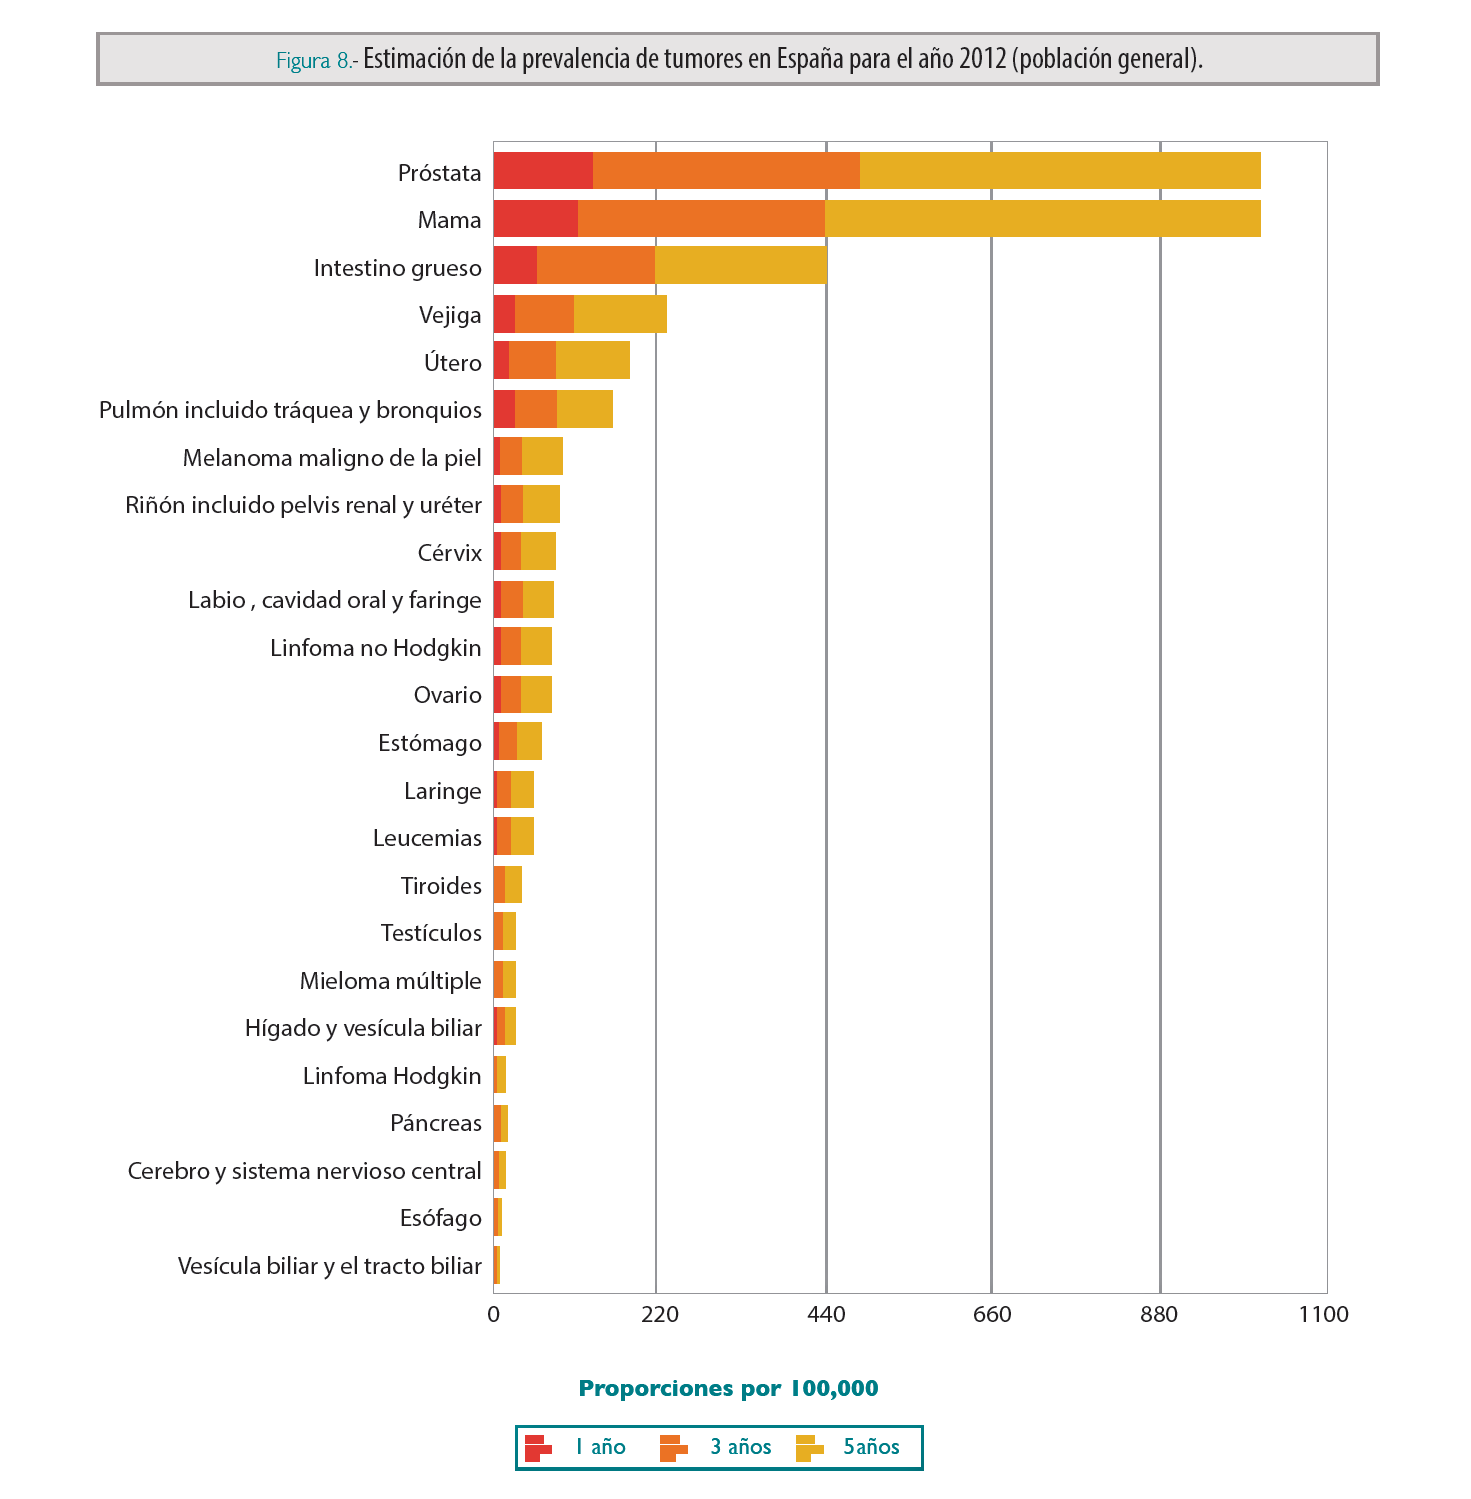 Figura 8.- Estimación de la prevalencia de tumores en España para el año 2012 (población general).
Próstata
Mama
Intestino grueso
Vejiga
Útero
Pulmón incluido tráquea y bronquios
Melanoma maligno de la piel
Riñón incluido pelvis renal y uréter
Cérvix
Labio , cavidad oral y faringe
Linfoma no Hodgkin
Ovario
Estómago
Laringe
Leucemias
Tiroides
Testículos
Mieloma múltiple
Hígado y vesícula biliar
Linfoma Hodgkin
Páncreas
Cerebro y sistema nervioso central
Esófago
Vesícula biliar y el tracto biliar
0 220 440 660 880 1100
Proporciones por 100,000
1 año 3 años 5años